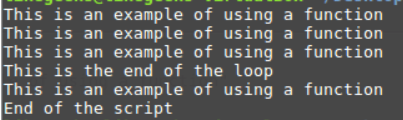 This is an example of using a function
This is an example of using a function
This is an example of using a function
This is the end of the loop
This is an example of using a function
End of the script